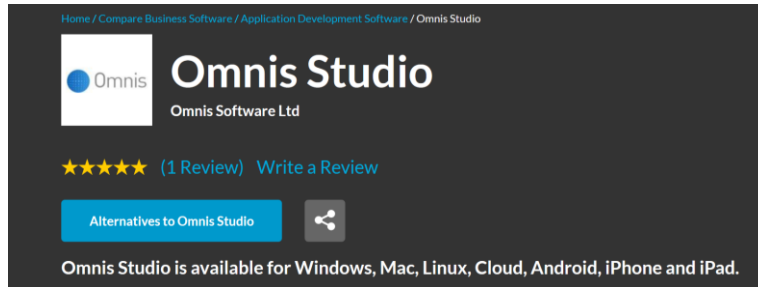 Home / Compare Business Software / Application Development Software / Omnis Studio
Omnis
Omnis Studio
Omnis Software Ltd
(1 Review) Write a Review
Alternatives to Omnis Studio
Omnis Studio is available for Windows, Mac, Linux, Cloud, Android, iPhone and iPad.